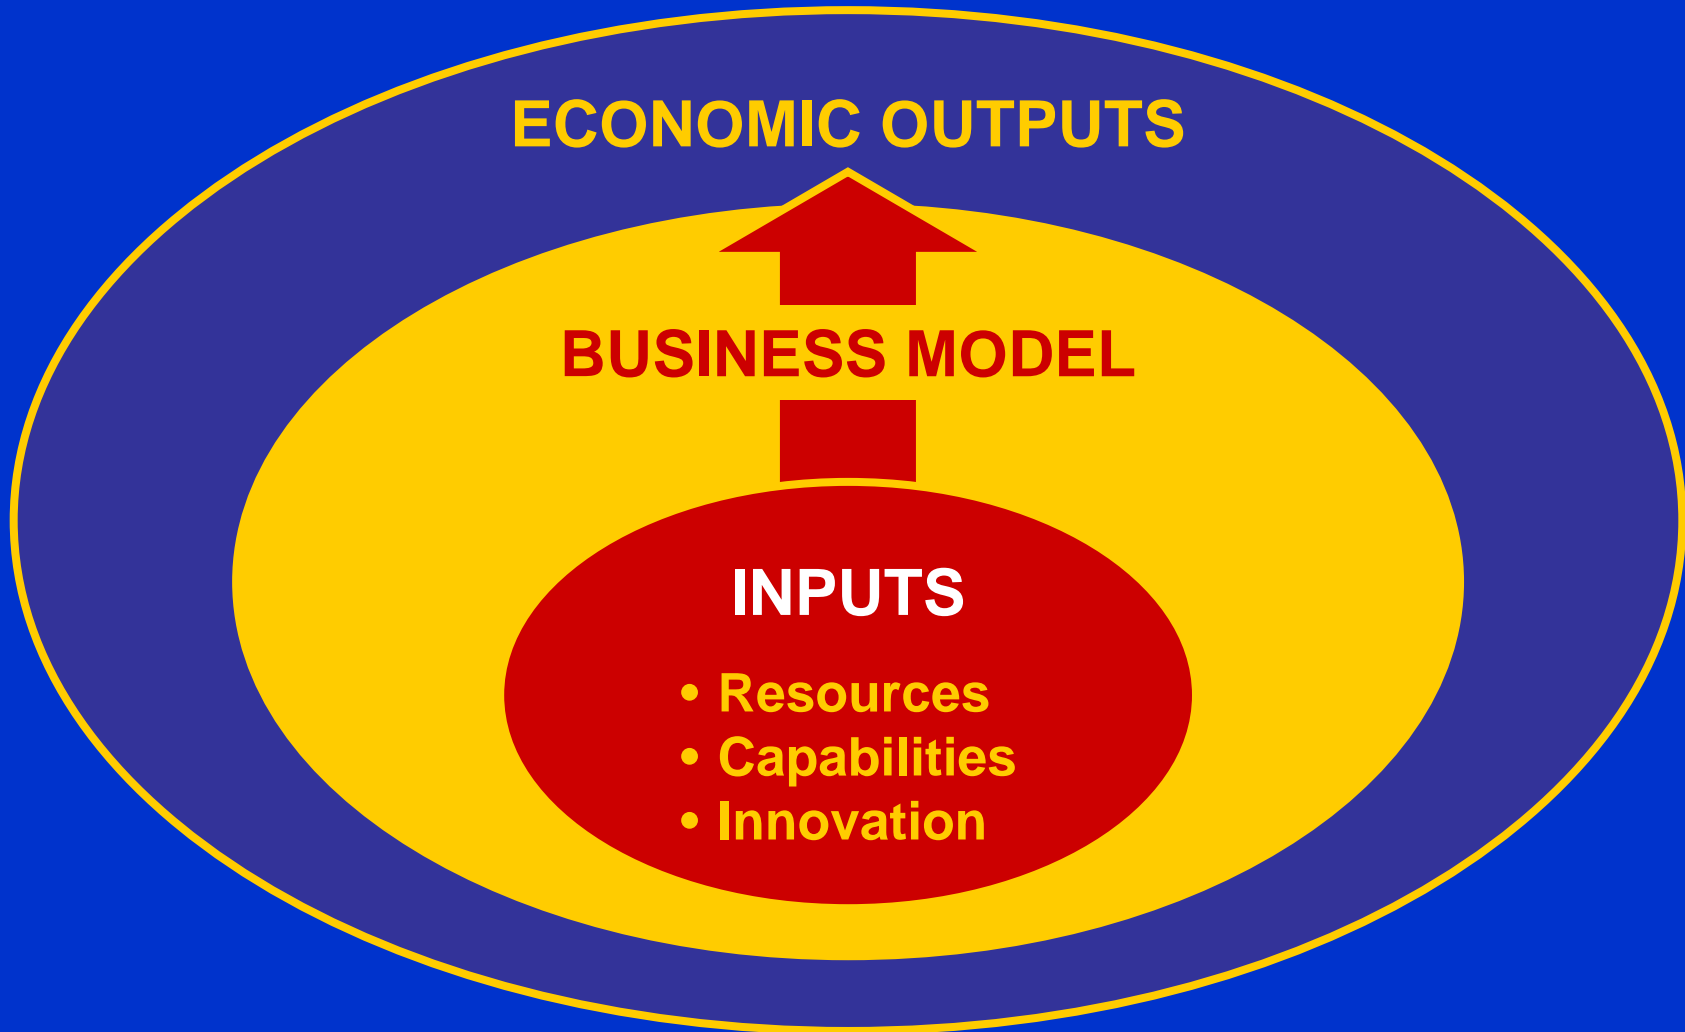 ECONOMIC OUTPUTS
BUSINESS MODEL
INPUTS
• Resources
• Capabilities
• Innovation